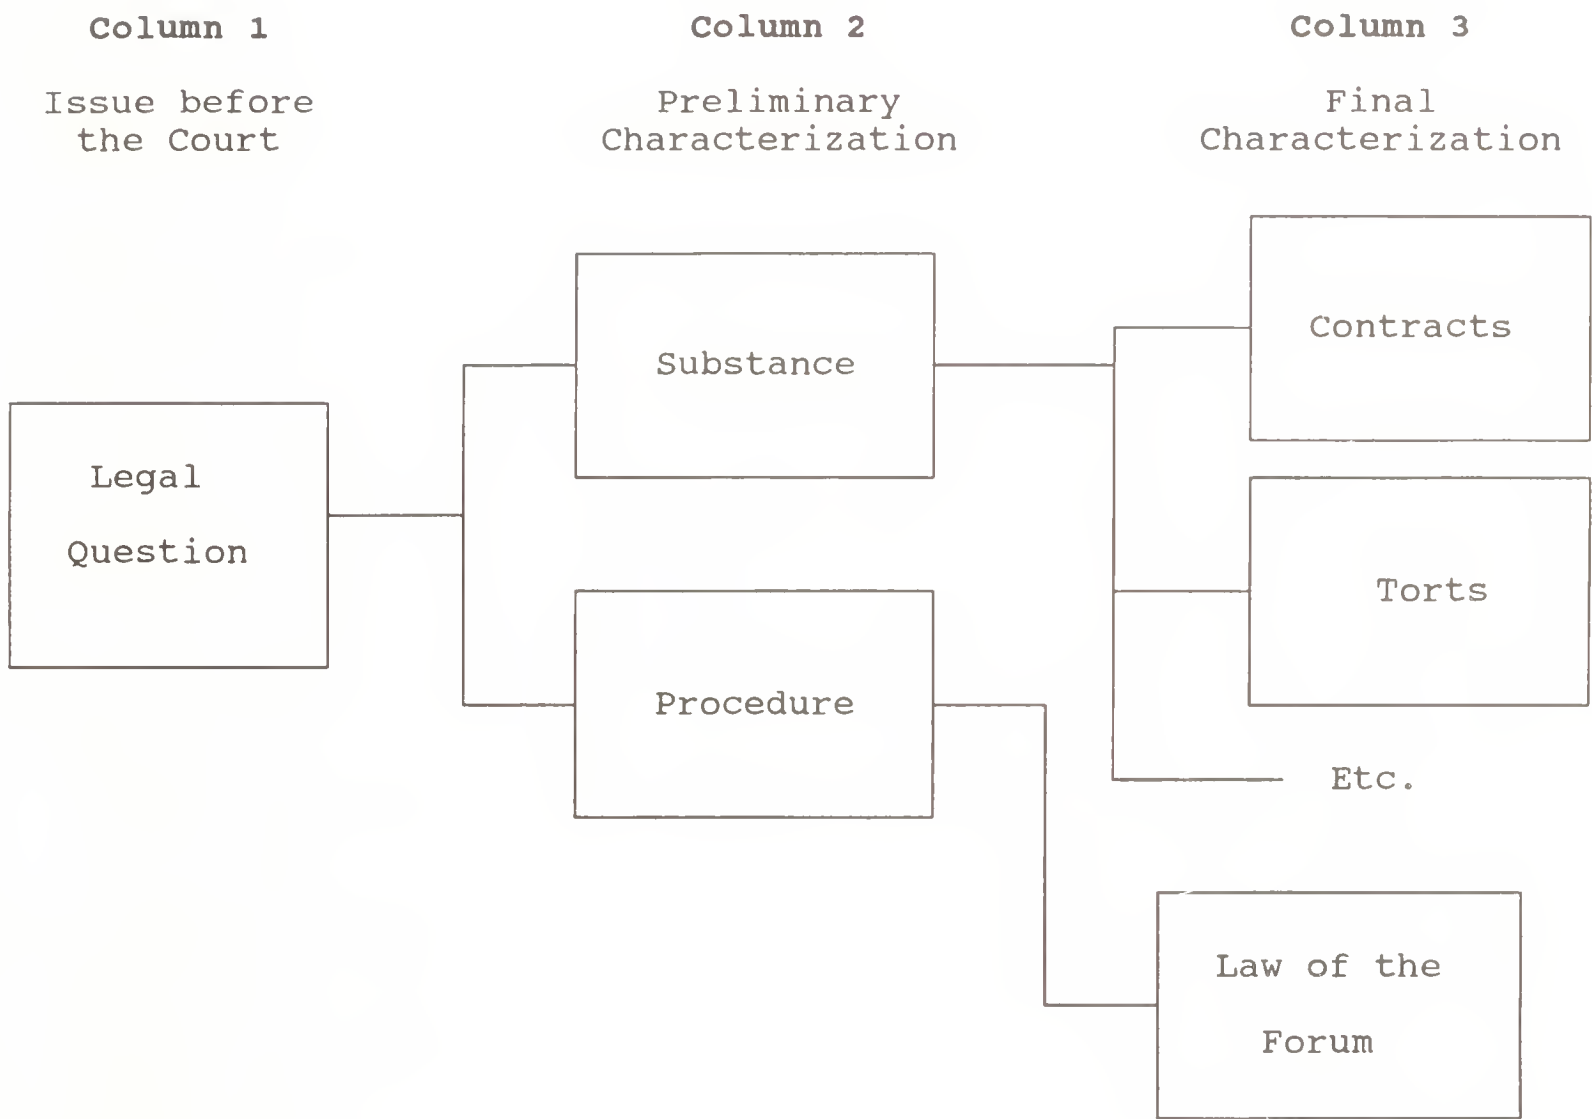 Column 1
Issue before
the Court
Column 2
Preliminary
Characterization
Column 3
Final
Characterization
Legal
Question
Substance
Procedure
Contracts
Torts
Etc.
Law of the
Forum